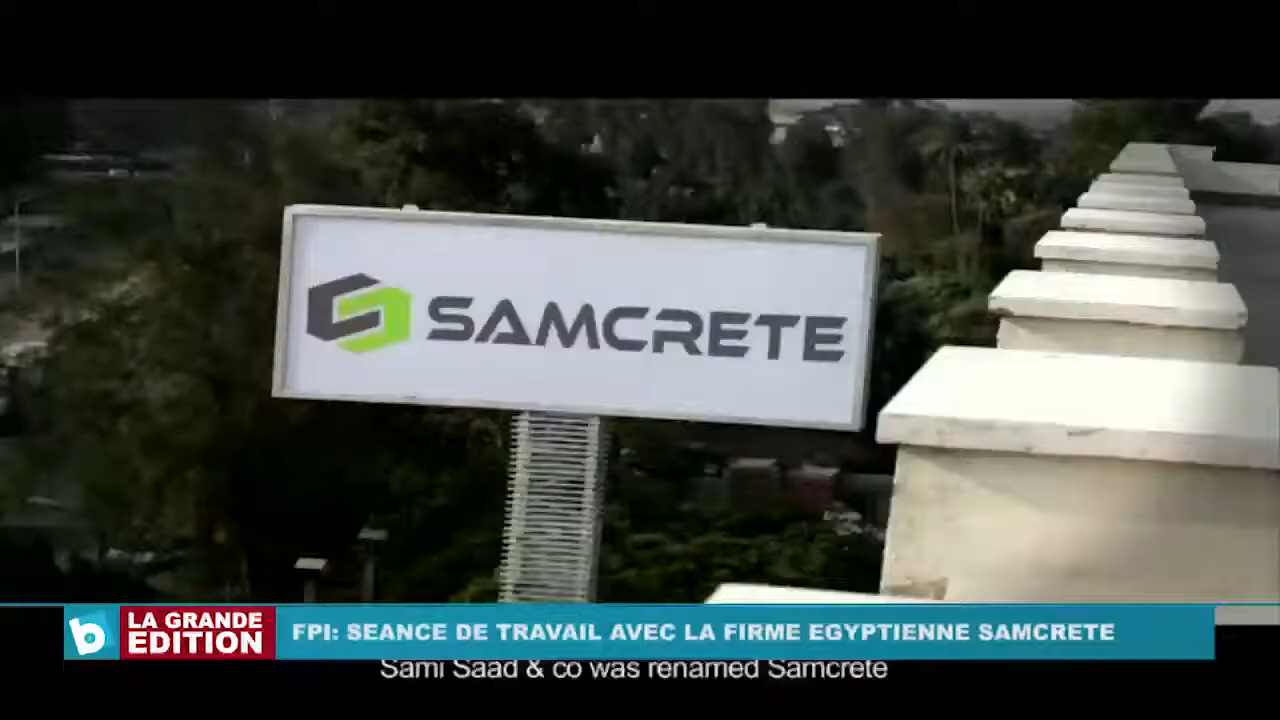 SAMCRETE
b
LA GRANDE
EDITION
FPI: SEANCE DE TRAVAIL AVEC LA FIRME EGYPTIENNE SAMCRETE
Sami Saad & co was renamed Samcrete